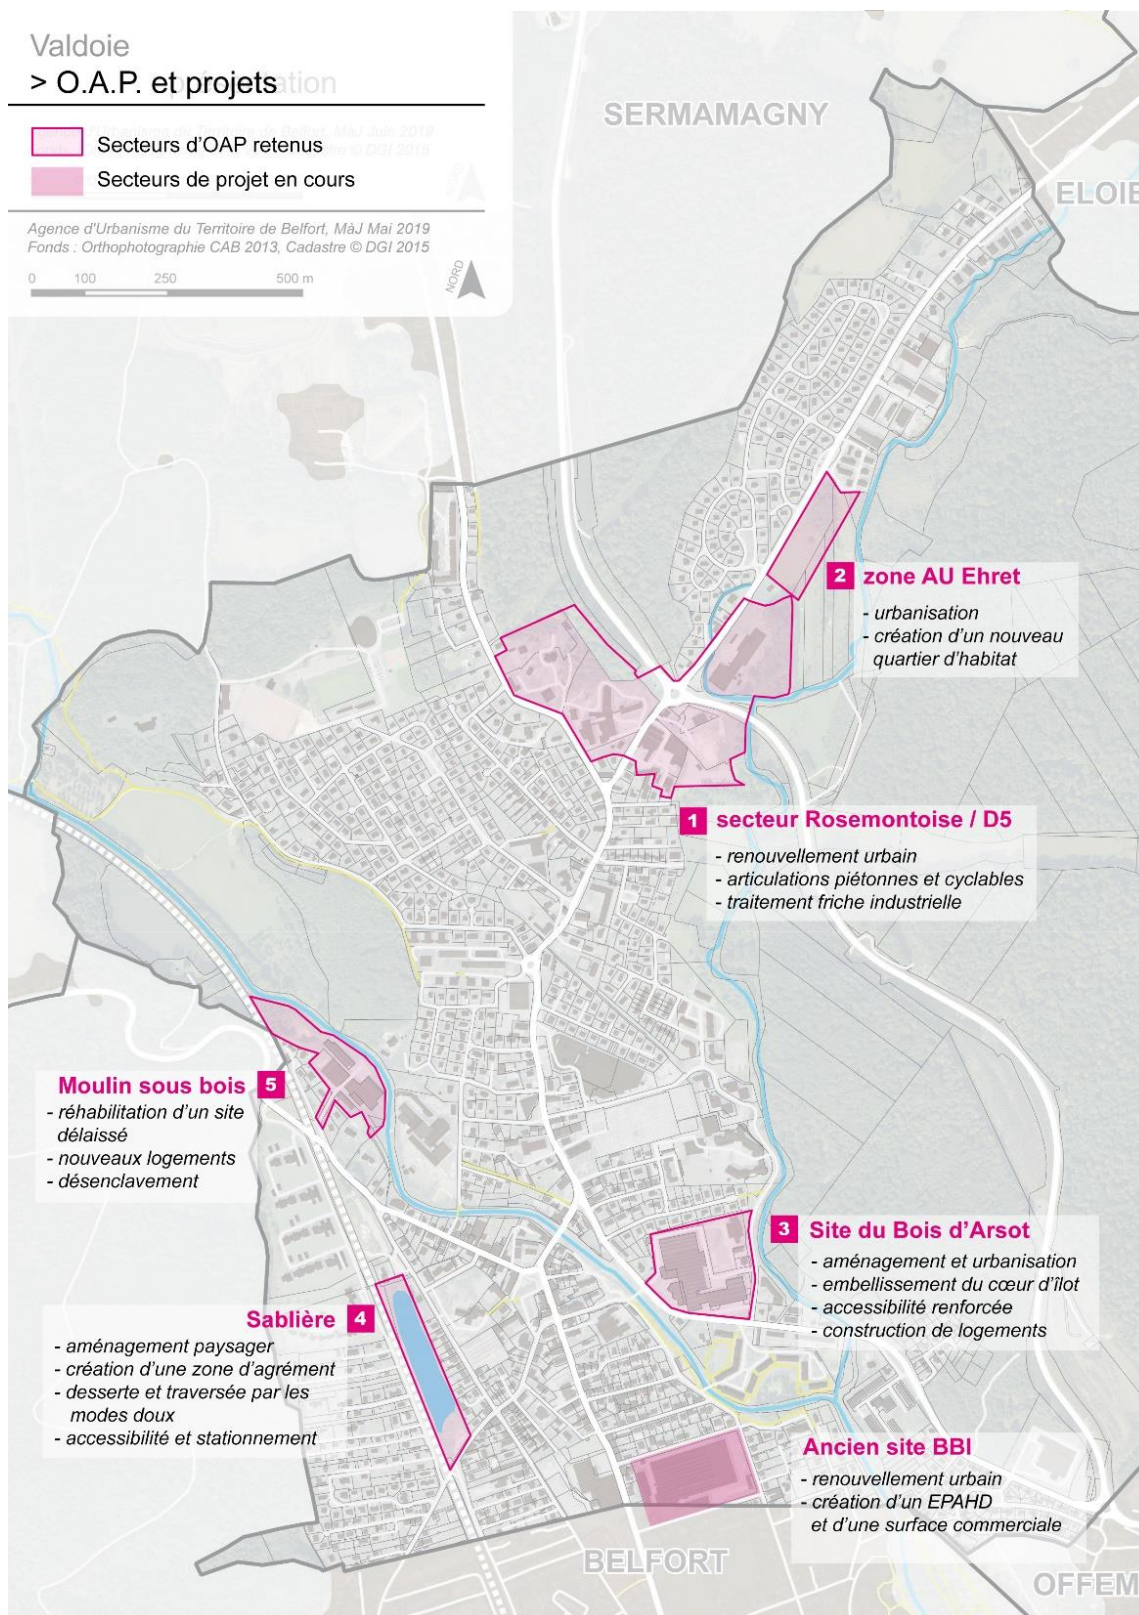 Valdoie
> O.A.P. et projets
Secteurs d'OAP retenus
Secteurs de projet en cours
Agence d'Urbanisme du Territoire de Belfort, MàJ Mai 2019
Fonds : Orthophotographie CAB 2013, Cadastre © DGI 2015
0 100 250 500 m
NORD
SERMAMAGNY
ELOIE
2 zone AU Ehret
- urbanisation
- création d'un nouveau
quartier d'habitat
1 secteur Rosemontoise / D5
- renouvellement urbain
- articulations piétonnes et cyclables
- traitement friche industrielle
Moulin sous bois 5
- réhabilitation d'un site
délaissé
- nouveaux logements
- désenclavement
3 Site du Bois d'Arsot
- aménagement et urbanisation
- embellissement du cœur d'îlot
- accessibilité renforcée
- construction de logements
Sablière 4
- aménagement paysager
- création d'une zone d'agrément
- desserte et traversée par les
modes doux
- accessibilité et stationnement
Ancien site BBI
- renouvellement urbain
- création d'un EPAHD
et d'une surface commerciale
BELFORT
OFFEM